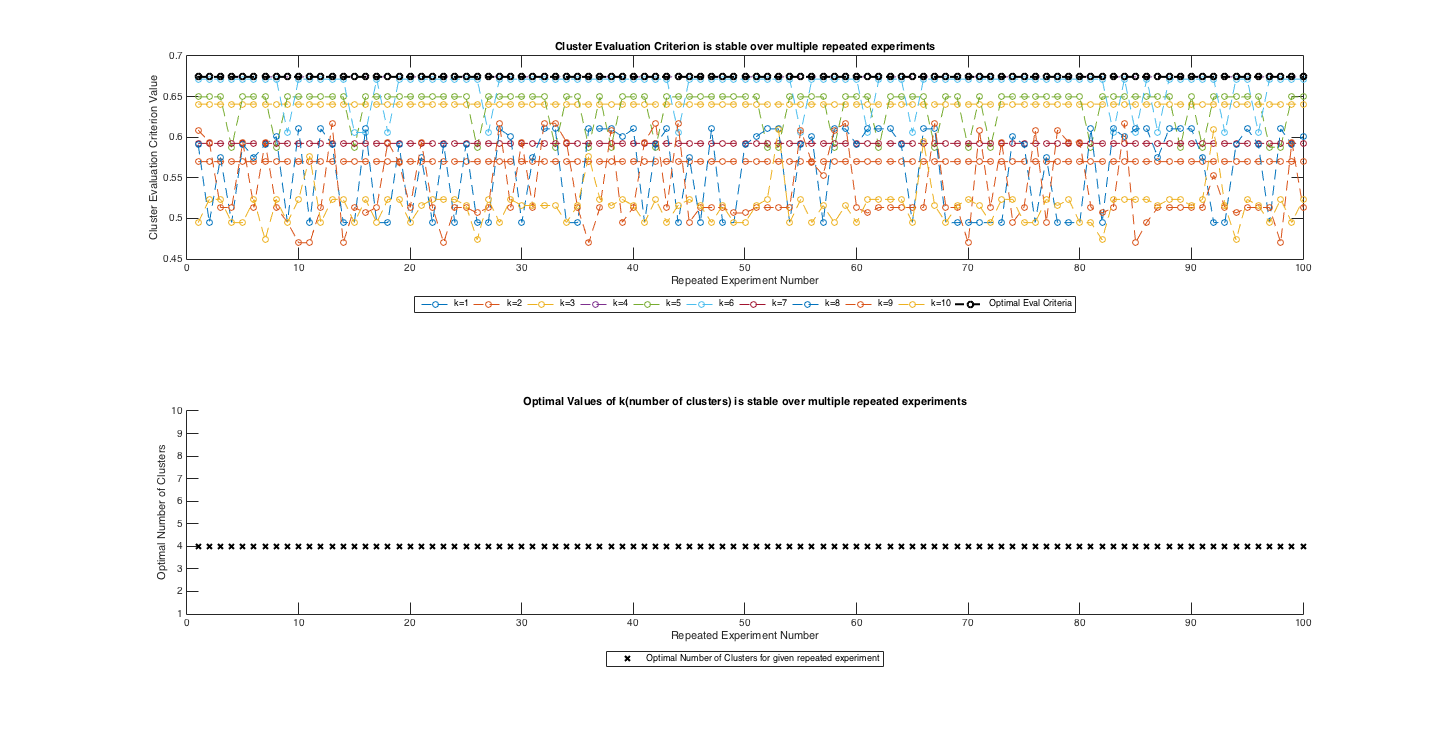 Cluster Evaluation Criterion is stable over multiple repeated experiments
Cluster Evaluation Criterion Value
0.7
0.65
0.6
0.55
0.5
0.45
0 10 20 30 40 50 60 70 80 90 100
Repeated Experiment Number
k=1 k=2 k=3 k=4 k=5 k=6 k=7 k=8 k=9 k=10 Optimal Eval Criteria
Optimal Values of k(number of clusters) is stable over multiple repeated experiments
Optimal Number of Clusters
10
9
8
7
6
5
4
3
2
1
0 10 20 30 40 50 60 70 80 90 100
Repeated Experiment Number
Optimal Number of Clusters for given repeated experiment